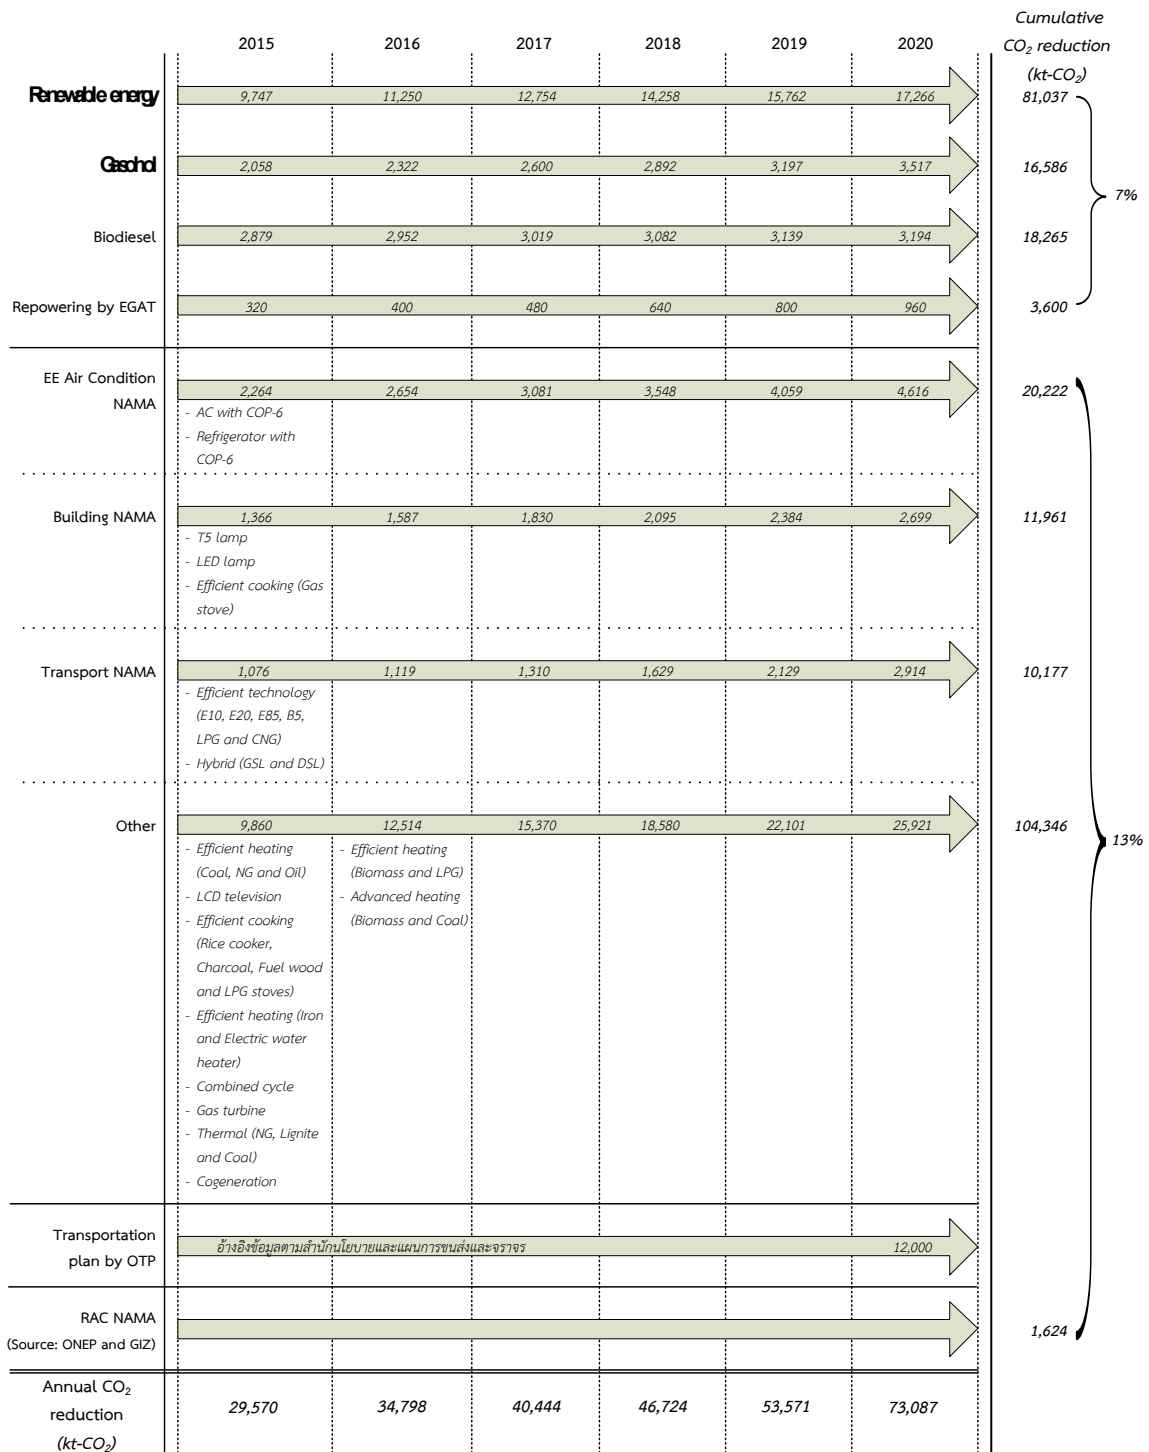 Cumulative
2015 2016 2017 2018 2019 2020 CO₂ reduction
(kt-CO₂)
Renewable energy 9,747 11,250 12,754 14,258 15,762 17,266 81,037
Gasohol 2,058 2,322 2,600 2,892 3,197 3,517 16,586
7%
Biodiesel 2,879 2,952 3,019 3,082 3,139 3,194 18,265
Repowering by EGAT 320 400 480 640 800 960 3,600
EE Air Condition
NAMA
2,264 2,654 3,081 3,548 4,059 4,616 20,222
- AC with COP-6
- Refrigerator with
COP-6
Building NAMA 1,366 1,587 1,830 2,095 2,384 2,699 11,961
- T5 lamp
- LED lamp
- Efficient cooking (Gas
stove)
Transport NAMA 1,076 1,119 1,310 1,629 2,129 2,914 10,177
- Efficient technology
(E10, E20, E85, B5,
LPG and CNG)
- Hybrid (GSL and DSL)
Other 9,860 12,514 15,370 18,580 22,101 25,921 104,346
13%
- Efficient heating
(Coal, NG and Oil)
- LCD television
- Efficient cooking
(Rice cooker,
Charcoal, Fuel wood
and LPG stoves)
- Efficient heating (Iron
and Electric water
heater)
- Combined cycle
- Gas turbine
- Thermal (NG, Lignite
and Coal)
- Cogeneration
- Efficient heating
(Biomass and LPG)
- Advanced heating
(Biomass and Coal)
Transportation
plan by OTP
อ้างอิงข้อมูลตามสำนักนโยบายและแผนการขนส่งและจราจร 12,000
RAC NAMA
(Source: ONEP and GIZ)
1,624
Annual CO₂
reduction
(kt-CO₂)
29,570 34,798 40,444 46,724 53,571 73,087